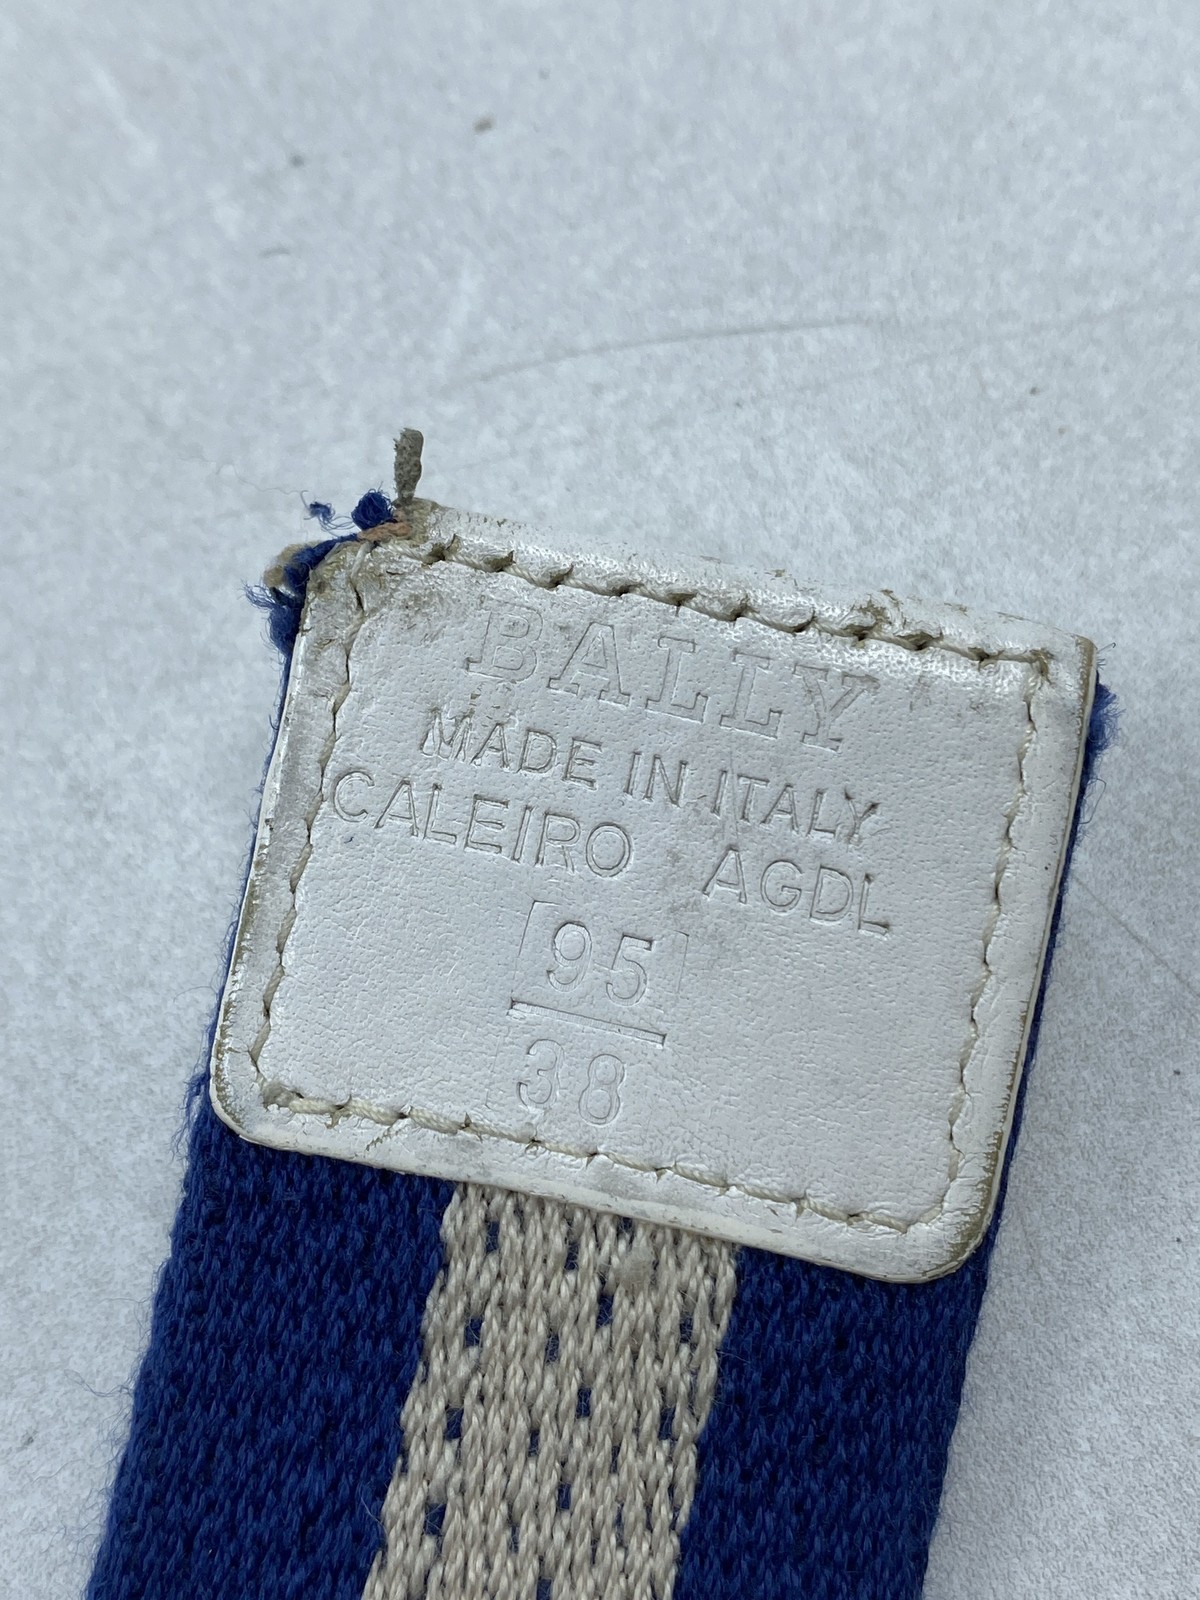 BALLY
MADE IN ITALY
CALEIRO AGDL
95
38